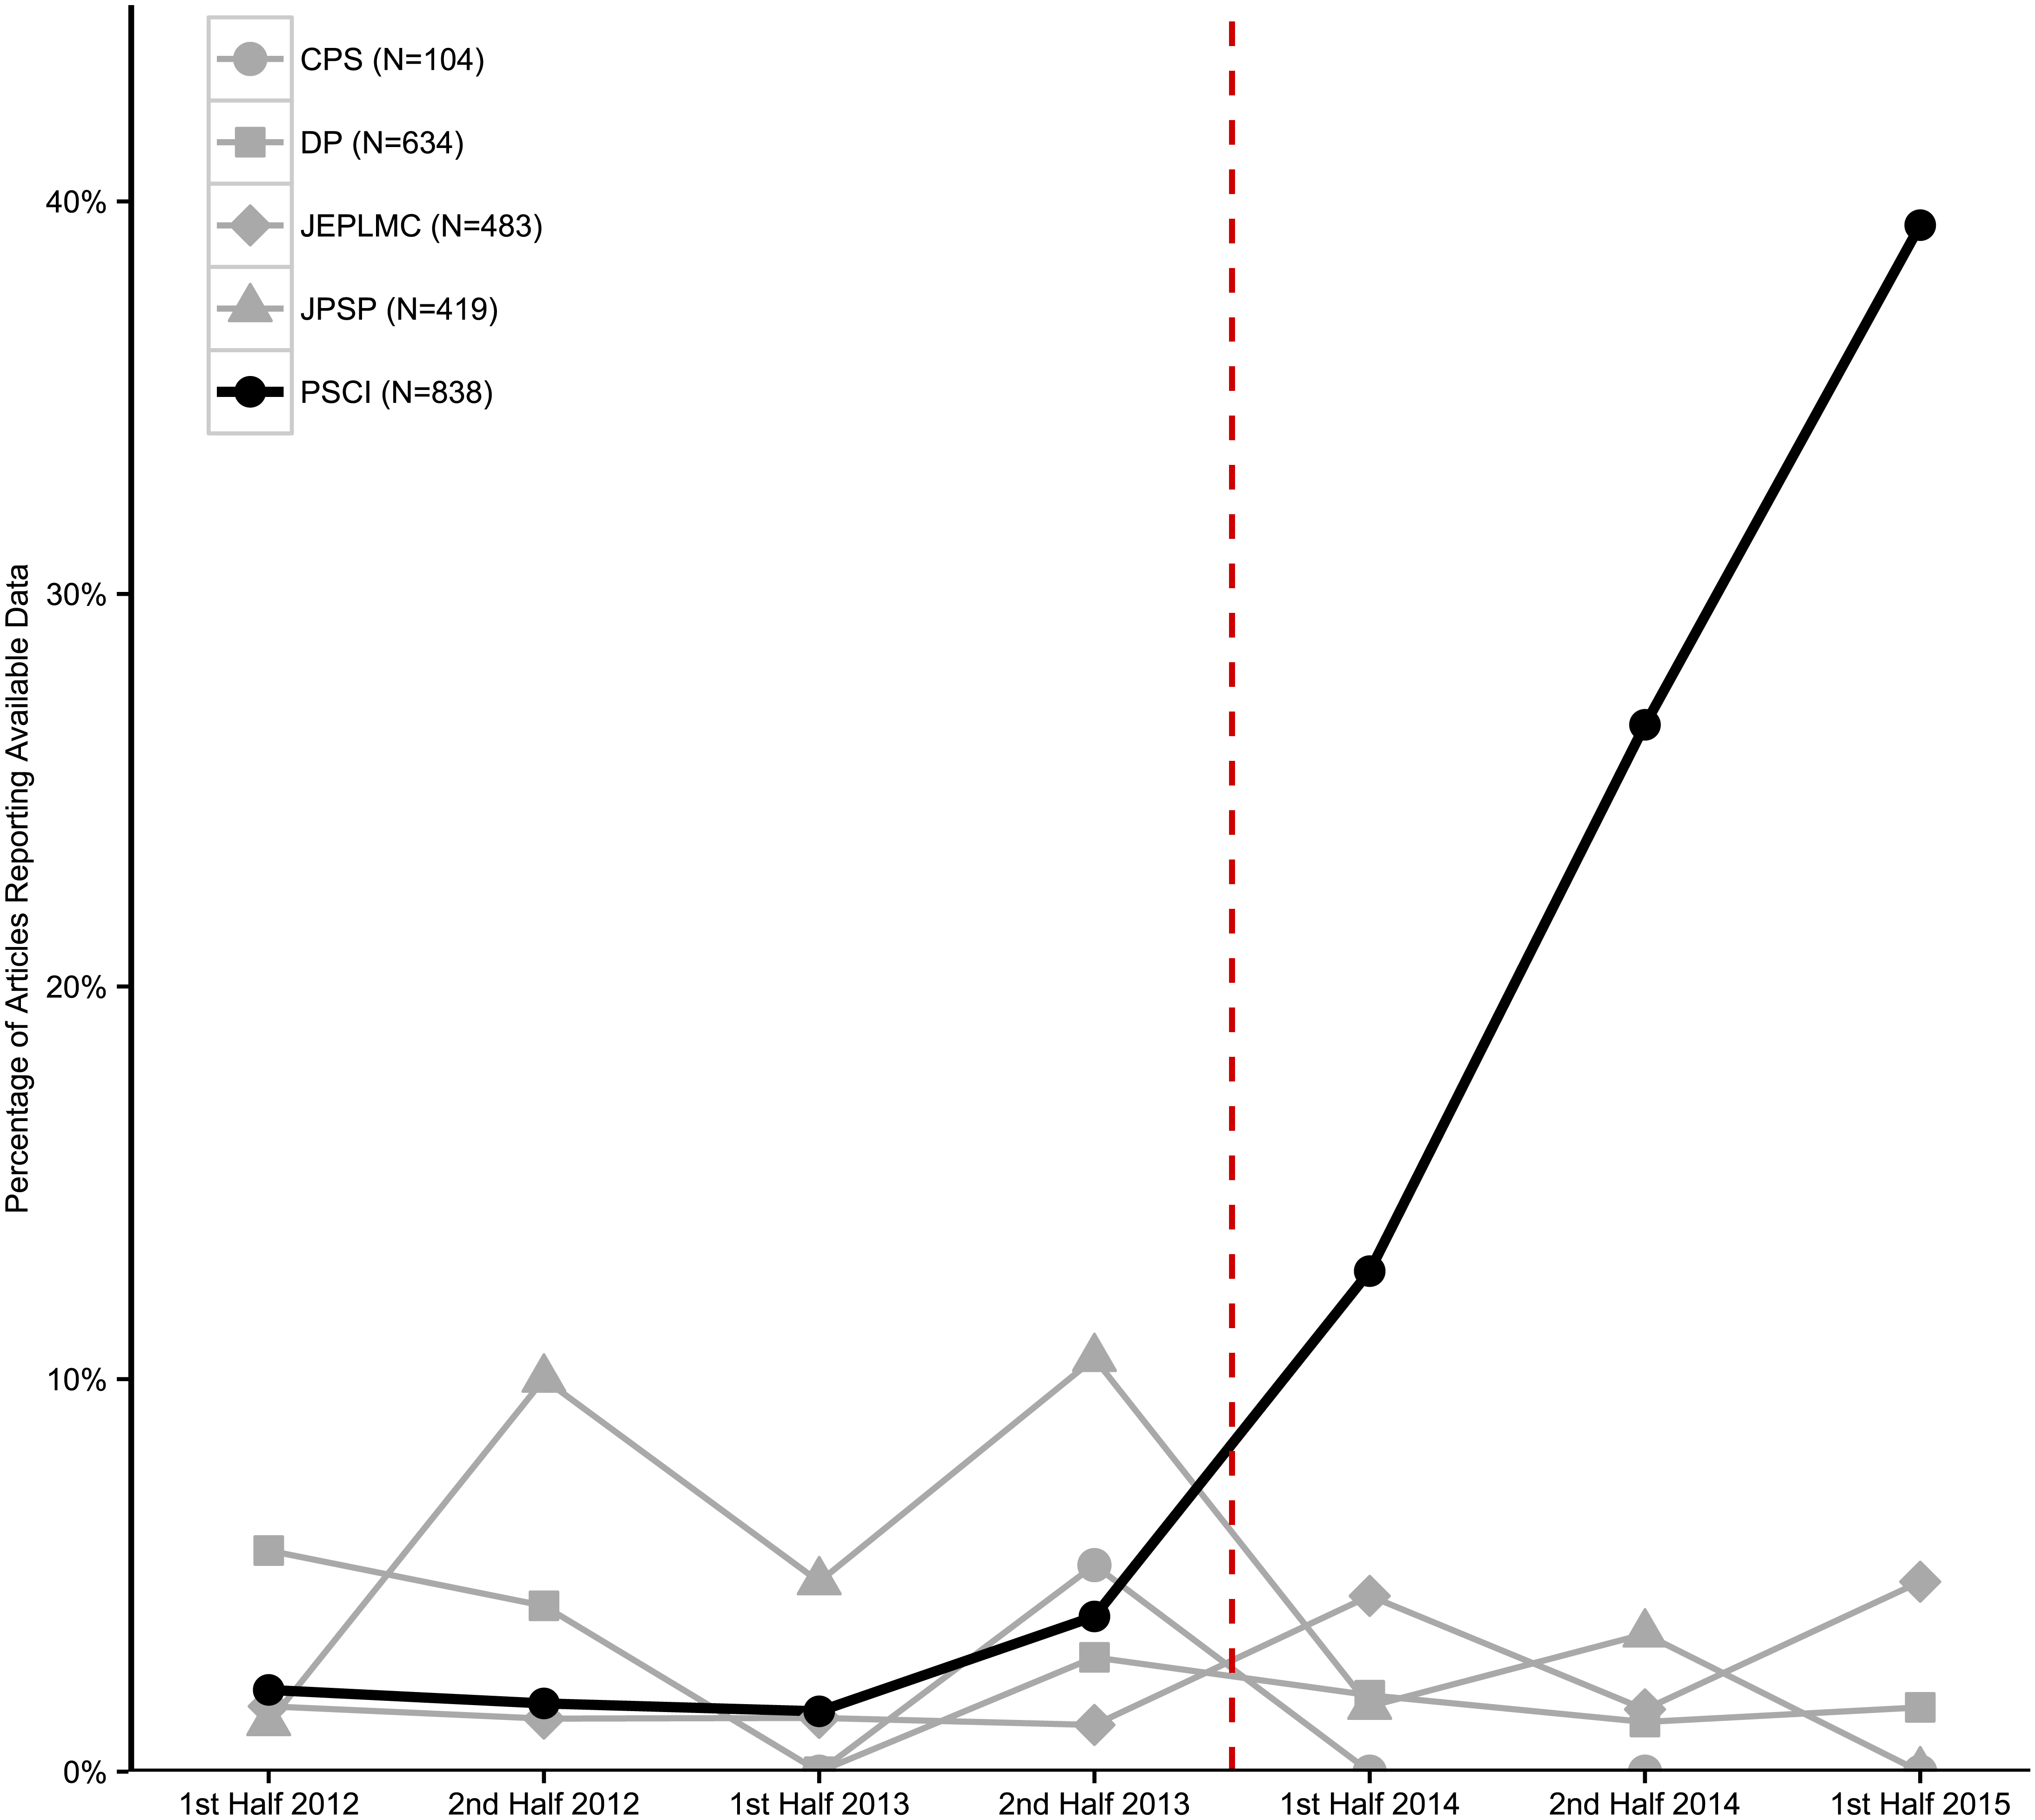 CPS (N=104)
DP (N=634)
JEPLMC (N=483)
JPSP (N=419)
PSCI (N=838)
Percentage of Articles Reporting Available Data
40%
30%
20%
10%
0%
1st Half 2012
2nd Half 2012
1st Half 2013
2nd Half 2013
1st Half 2014
2nd Half 2014
1st Half 2015